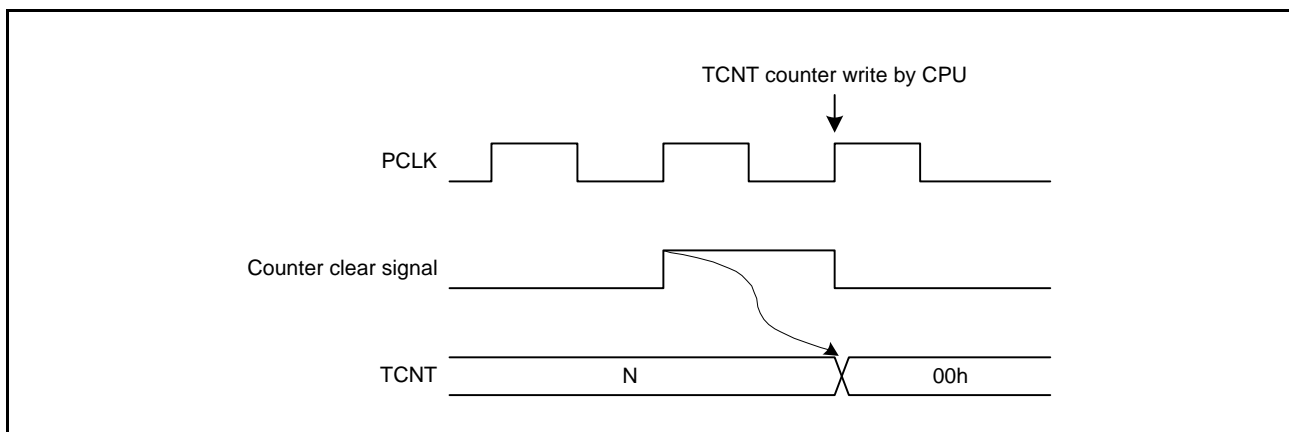 TCNT counter write by CPU
PCLK
Counter clear signal
TCNT
N
00h